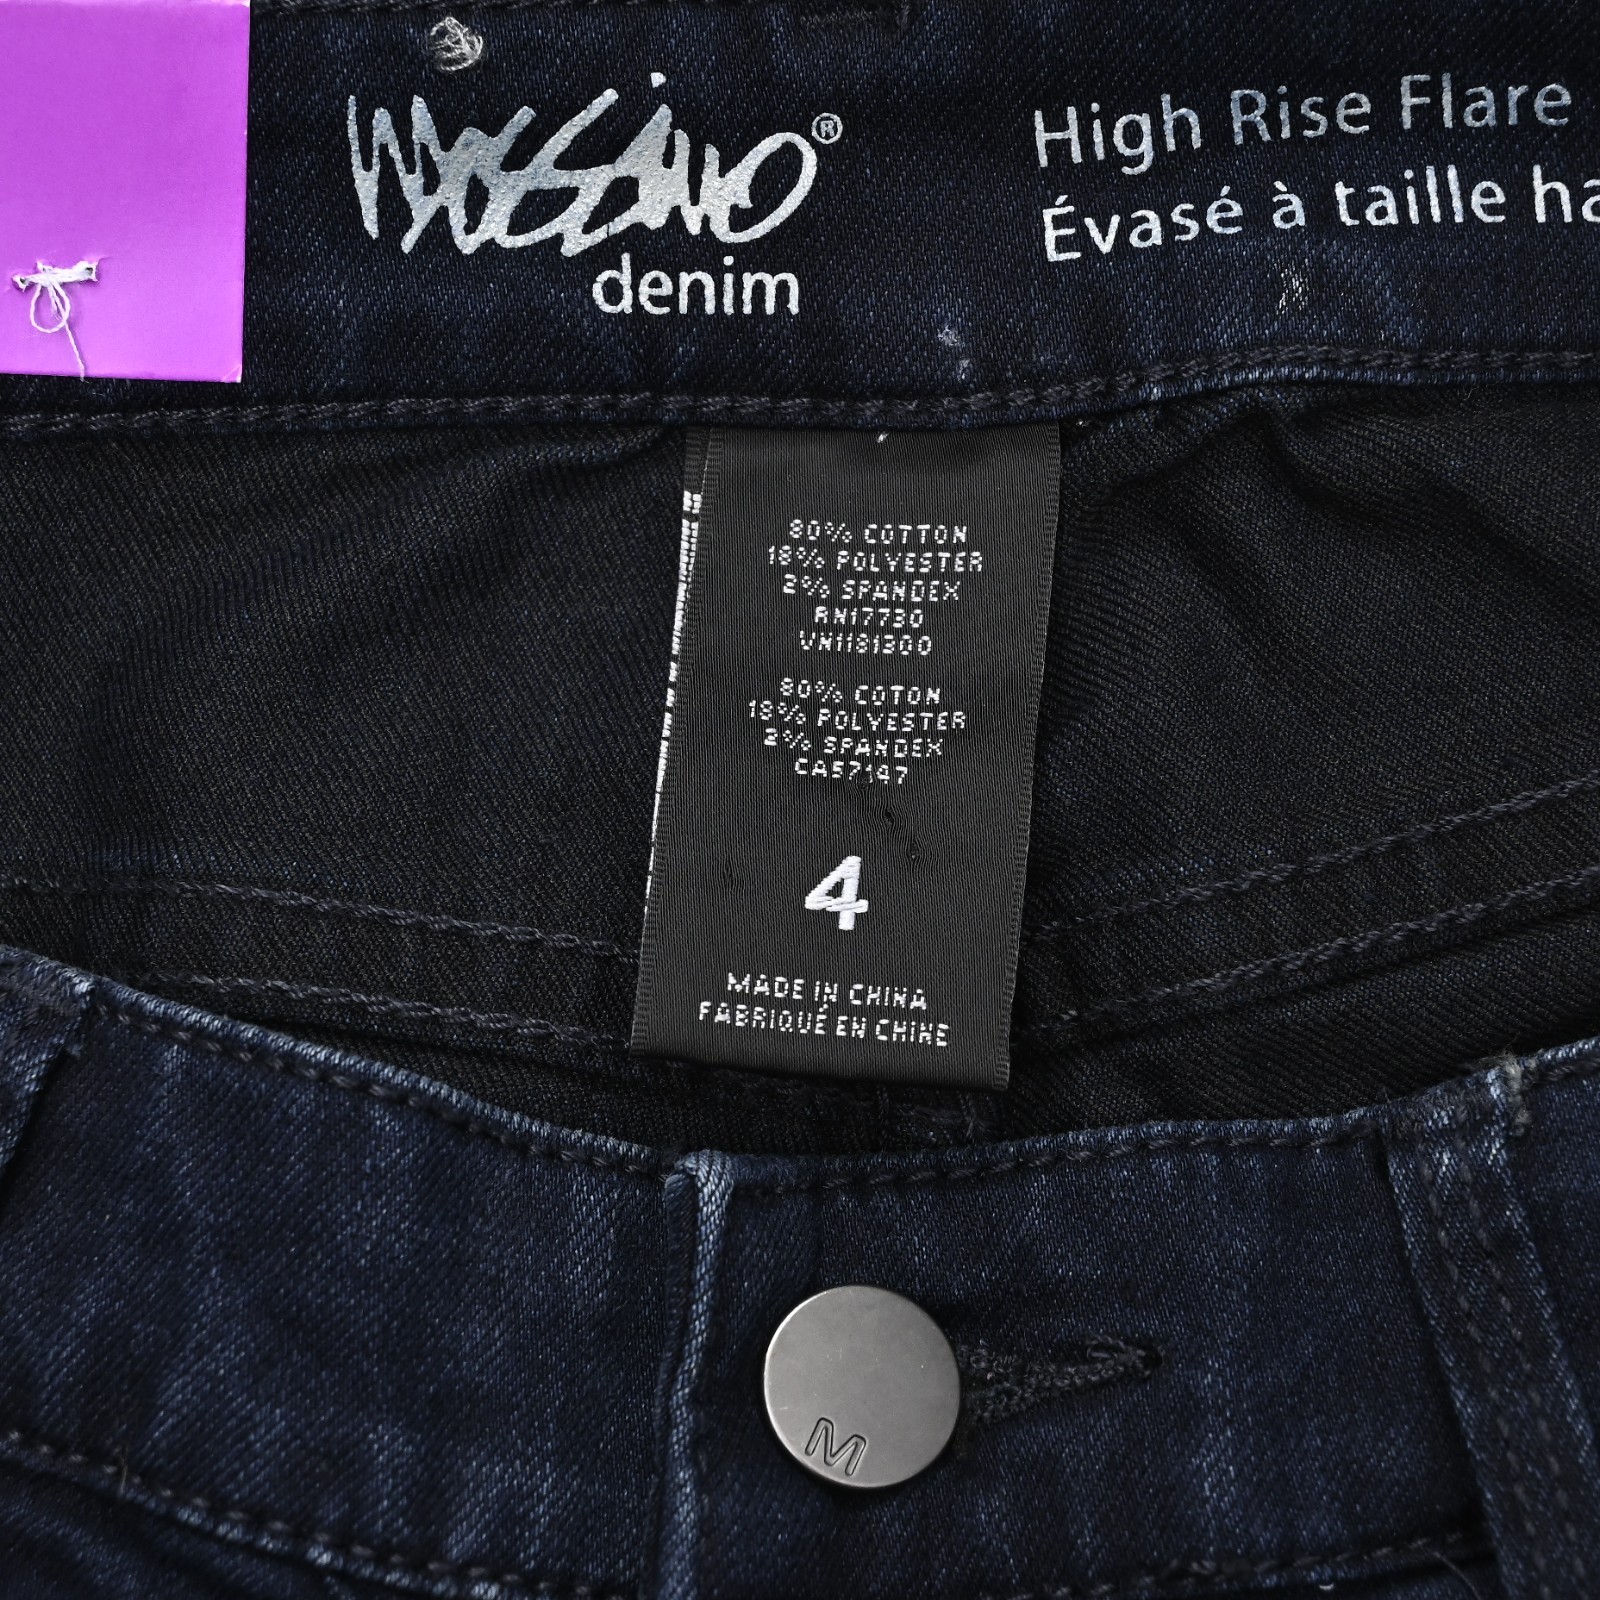 MOSSIMO®
denim
High Rise Flare
Évasé à taille ha
80% COTTON
18% POLYESTER
2% SPANDEX
RN17730
VN1181300
80% COTON
18% POLYESTER
2% SPANDEX
CA57147
4
MADE IN CHINA
FABRIQUÉ EN CHINE
M